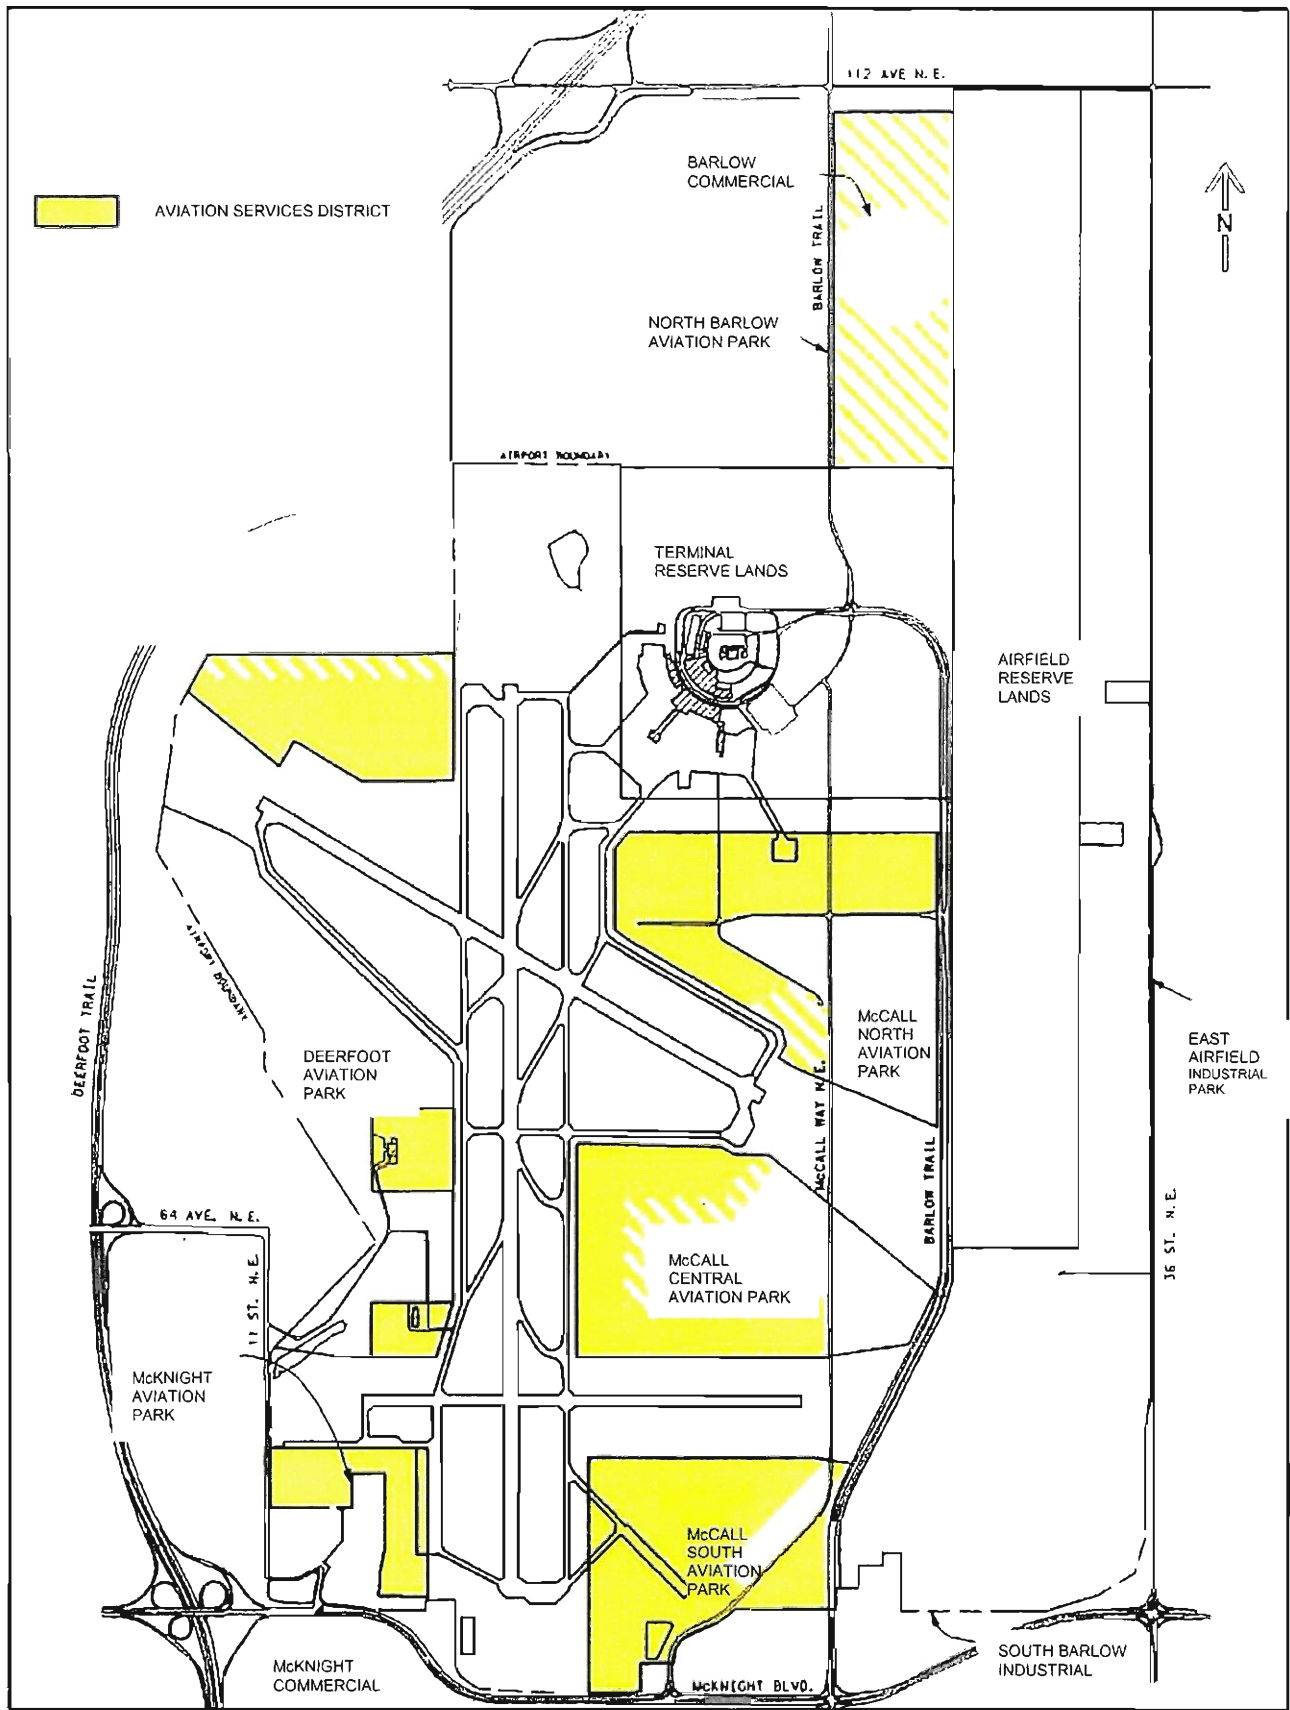 112 AVE N.E.
BARLOW
COMMERCIAL
AVIATION SERVICES DISTRICT
N
BARLOW TRAIL
NORTH BARLOW
AVIATION PARK
AIRPORT BOUNDARY
TERMINAL
RESERVE LANDS
AIRFIELD
RESERVE
LANDS
AIRPORT BOUNDARY
DEERFOOT TRAIL
McCALL
NORTH
AVIATION
PARK
EAST
AIRFIELD
INDUSTRIAL
PARK
DEERFOOT
AVIATION
PARK
McCALL WAY N.E.
BARLOW TRAIL
36 ST. N.E.
64 AVE. N.E.
11 ST. N.E.
McCALL
CENTRAL
AVIATION PARK
McKNIGHT
AVIATION
PARK
McCALL
SOUTH
AVIATION
PARK
SOUTH BARLOW
INDUSTRIAL
McKNIGHT
COMMERCIAL
McKNIGHT BLVD.